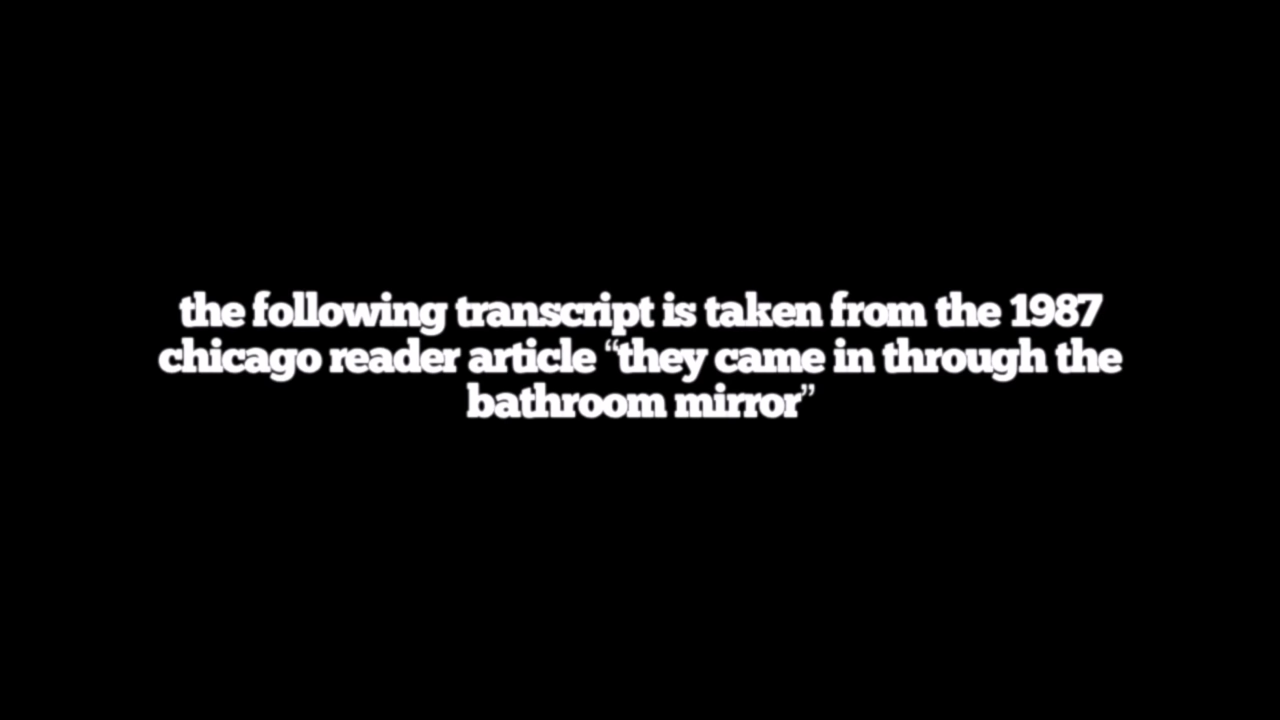 the following transcript is taken from the 1987
chicago reader article “they came in through the
bathroom mirror”